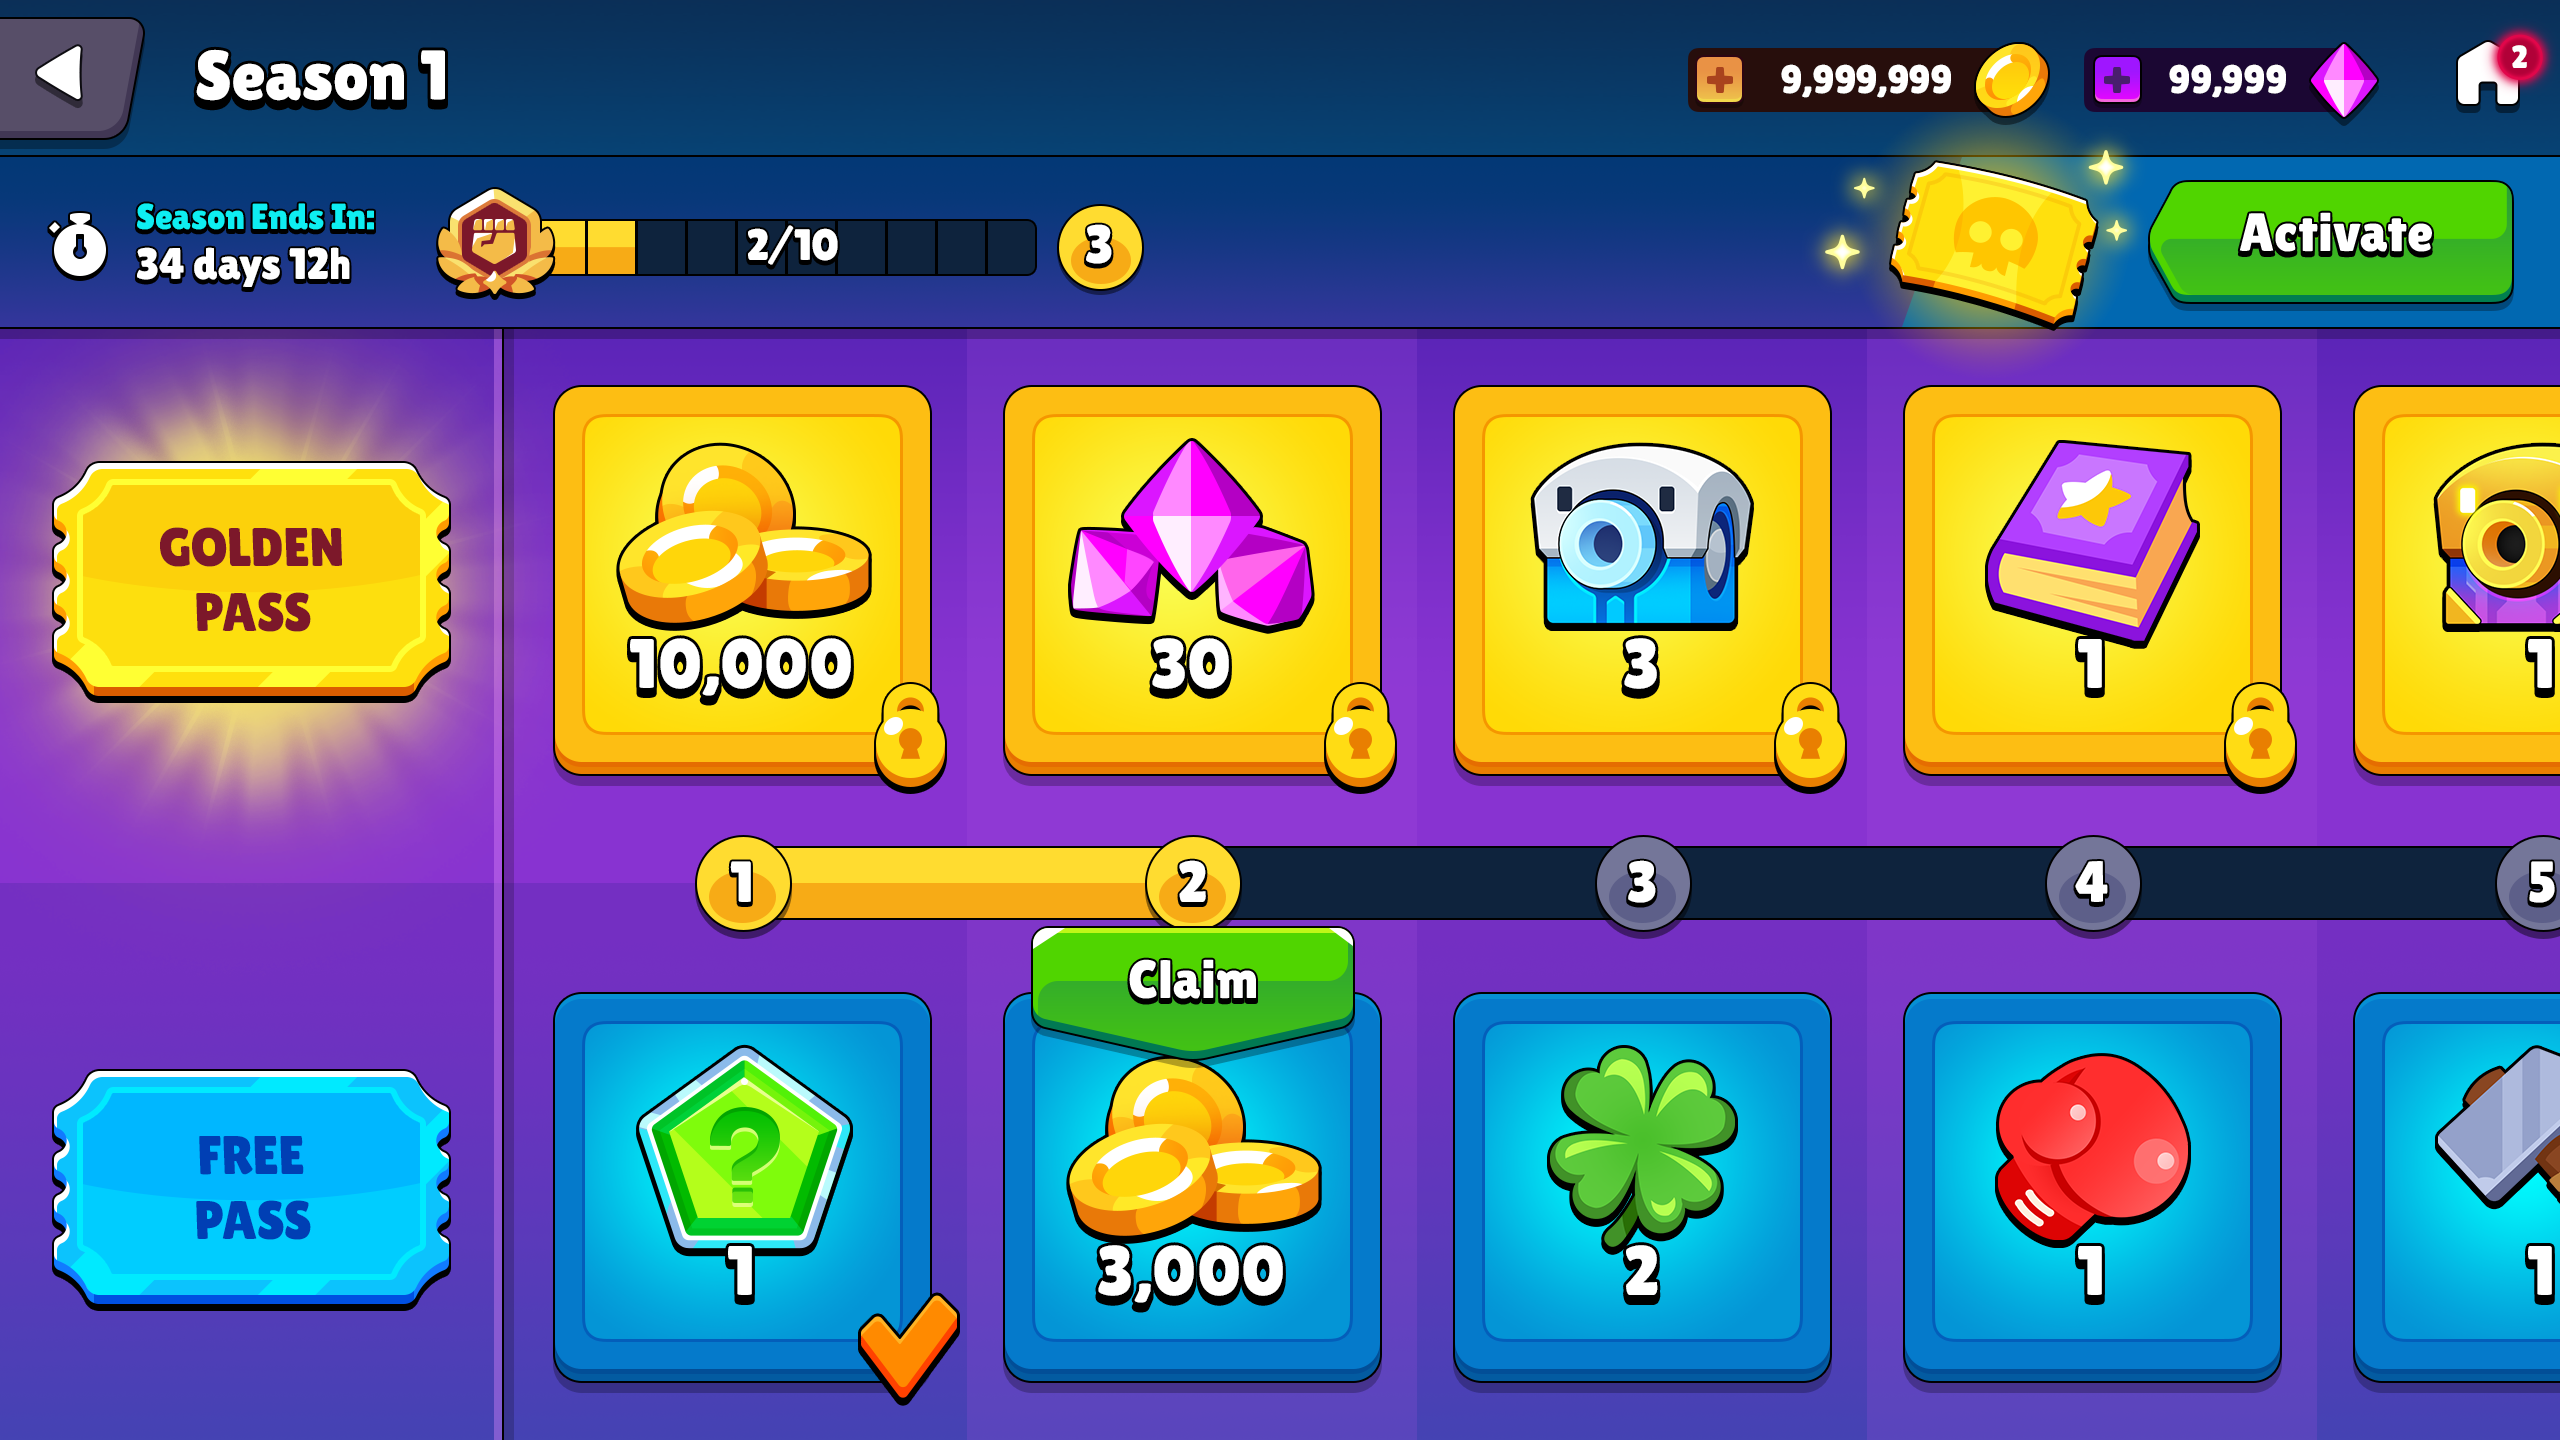 Season 1
9,999,999
99,999
2
Season Ends In:
34 days 12h
2/10
3
Activate
GOLDEN
PASS
10,000
30
3
1
1
1
2
3
4
5
Claim
FREE
PASS
?
1
3,000
2
1
1